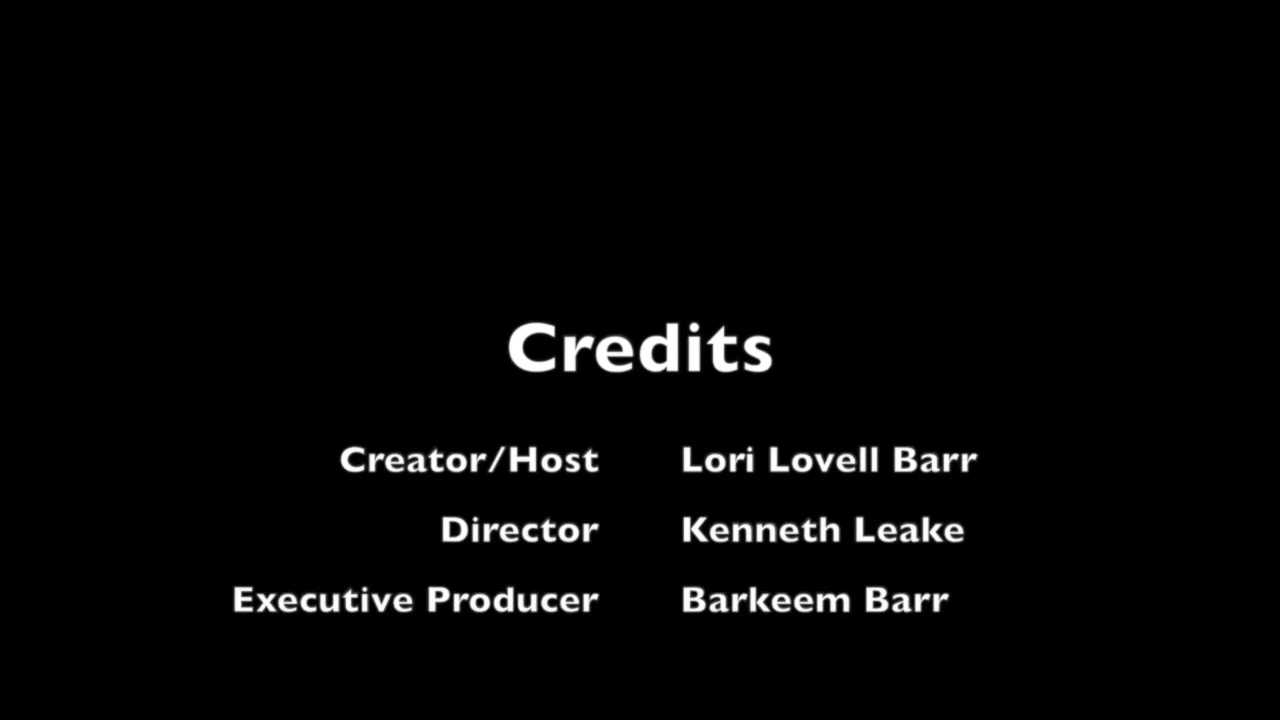 Credits
Creator/Host Lori Lovell Barr
Director Kenneth Leake
Executive Producer Barkeem Barr